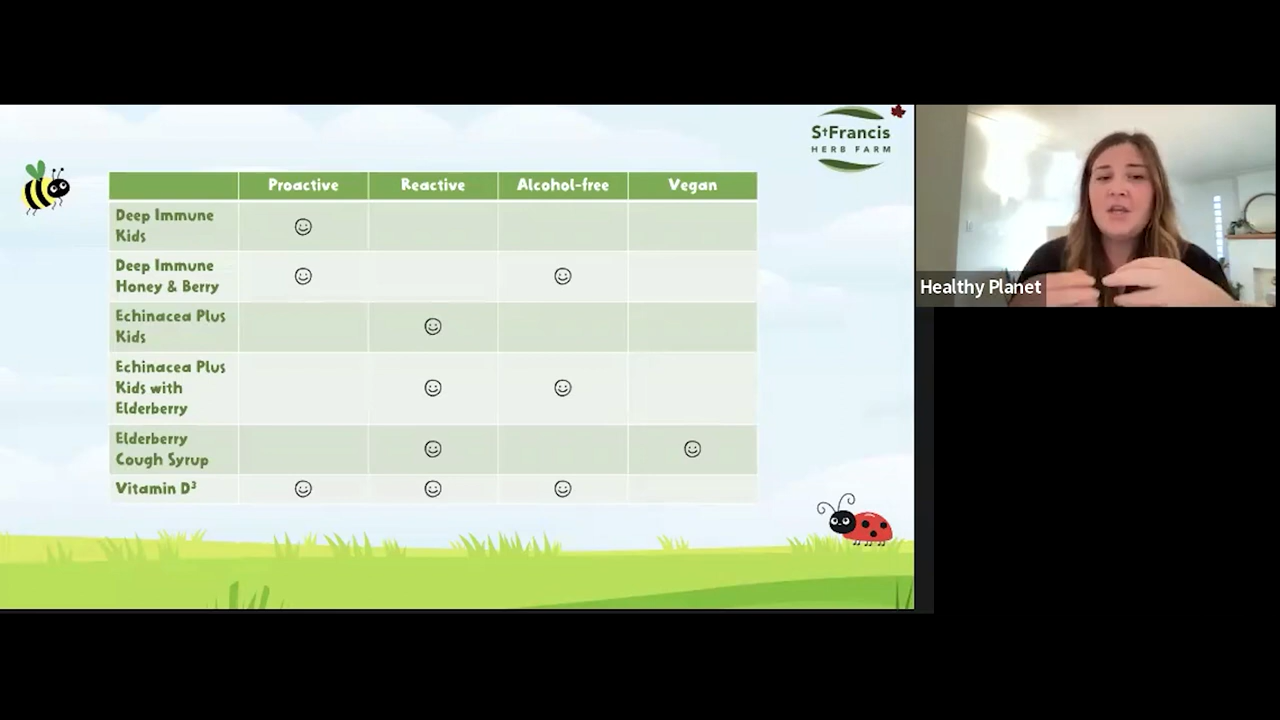 StFrancis
HERB FARM
Proactive Reactive Alcohol-free Vegan
Deep Immune
Kids
Deep Immune
Honey & Berry
Echinacea Plus
Kids
Echinacea Plus
Kids with
Elderberry
Elderberry
Cough Syrup
Vitamin D³
Healthy Planet